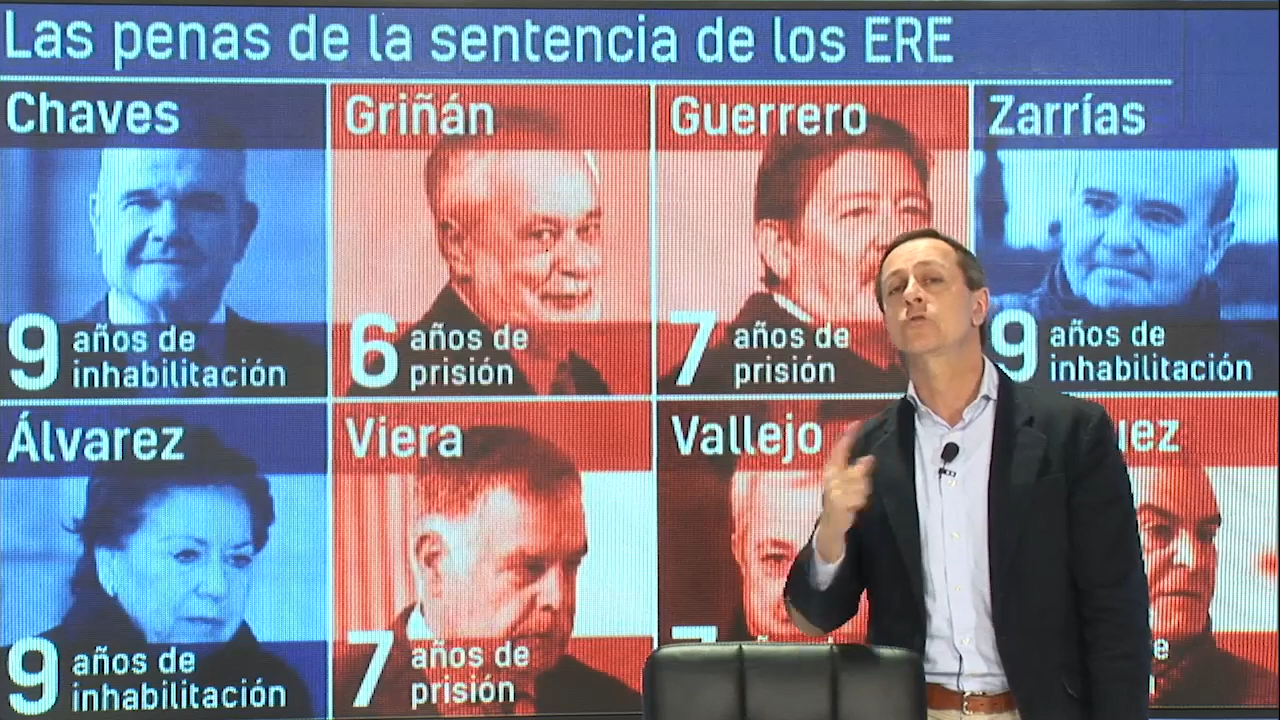 Las penas de la sentencia de los ERE
Chaves
9 años de
inhabilitación
Griñán
6 años de
prisión
Guerrero
7 años de
prisión
Zarrías
9 años de
inhabilitación
Álvarez
9 años de
inhabilitación
Viera
7 años de
prisión
Vallejo